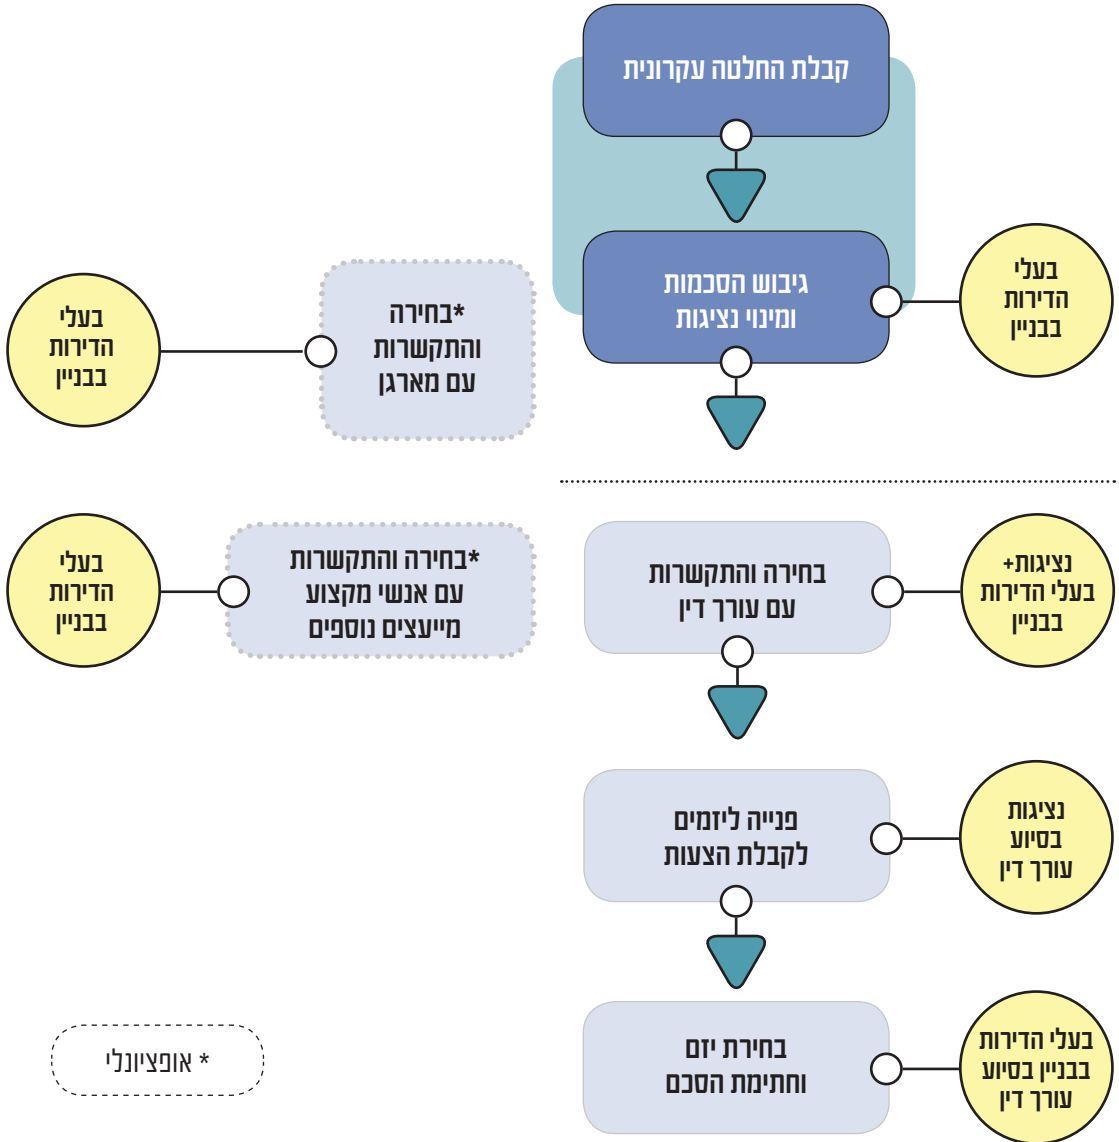 קבלת החלטה עקרונית
בעלי
הדירות
בבניין
גיבוש הסכמות
ומינוי נציגות
*בחירה
והתקשרות
עם מארגן
בעלי
הדירות
בבניין
נציגות+
בעלי הדירות
בבניין
בחירה והתקשרות
עם עורך דין
*בחירה והתקשרות
עם אנשי מקצוע
מייעצים נוספים
בעלי
הדירות
בבניין
נציגות
בסיוע
עורך דין
פנייה ליזמים
לקבלת הצעות
בעלי הדירות
בבניין בסיוע
עורך דין
בחירת יזם
וחתימת הסכם
* אופציונלי